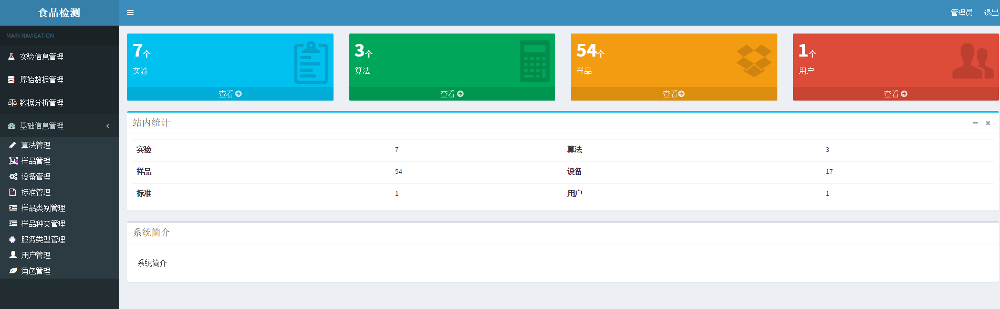 食品检测
管理员 退出
MAIN NAVIGATION
实验信息管理
原始数据管理
数据分析管理
基础信息管理
算法管理
样品管理
设备管理
标准管理
样品类别管理
样品种类管理
服务类型管理
用户管理
角色管理
7个
实验
查看
3个
算法
查看
54个
样品
查看
1个
用户
查看
站内统计
实验 7 算法 3
样品 54 设备 17
标准 1 用户 1
系统简介
系统简介